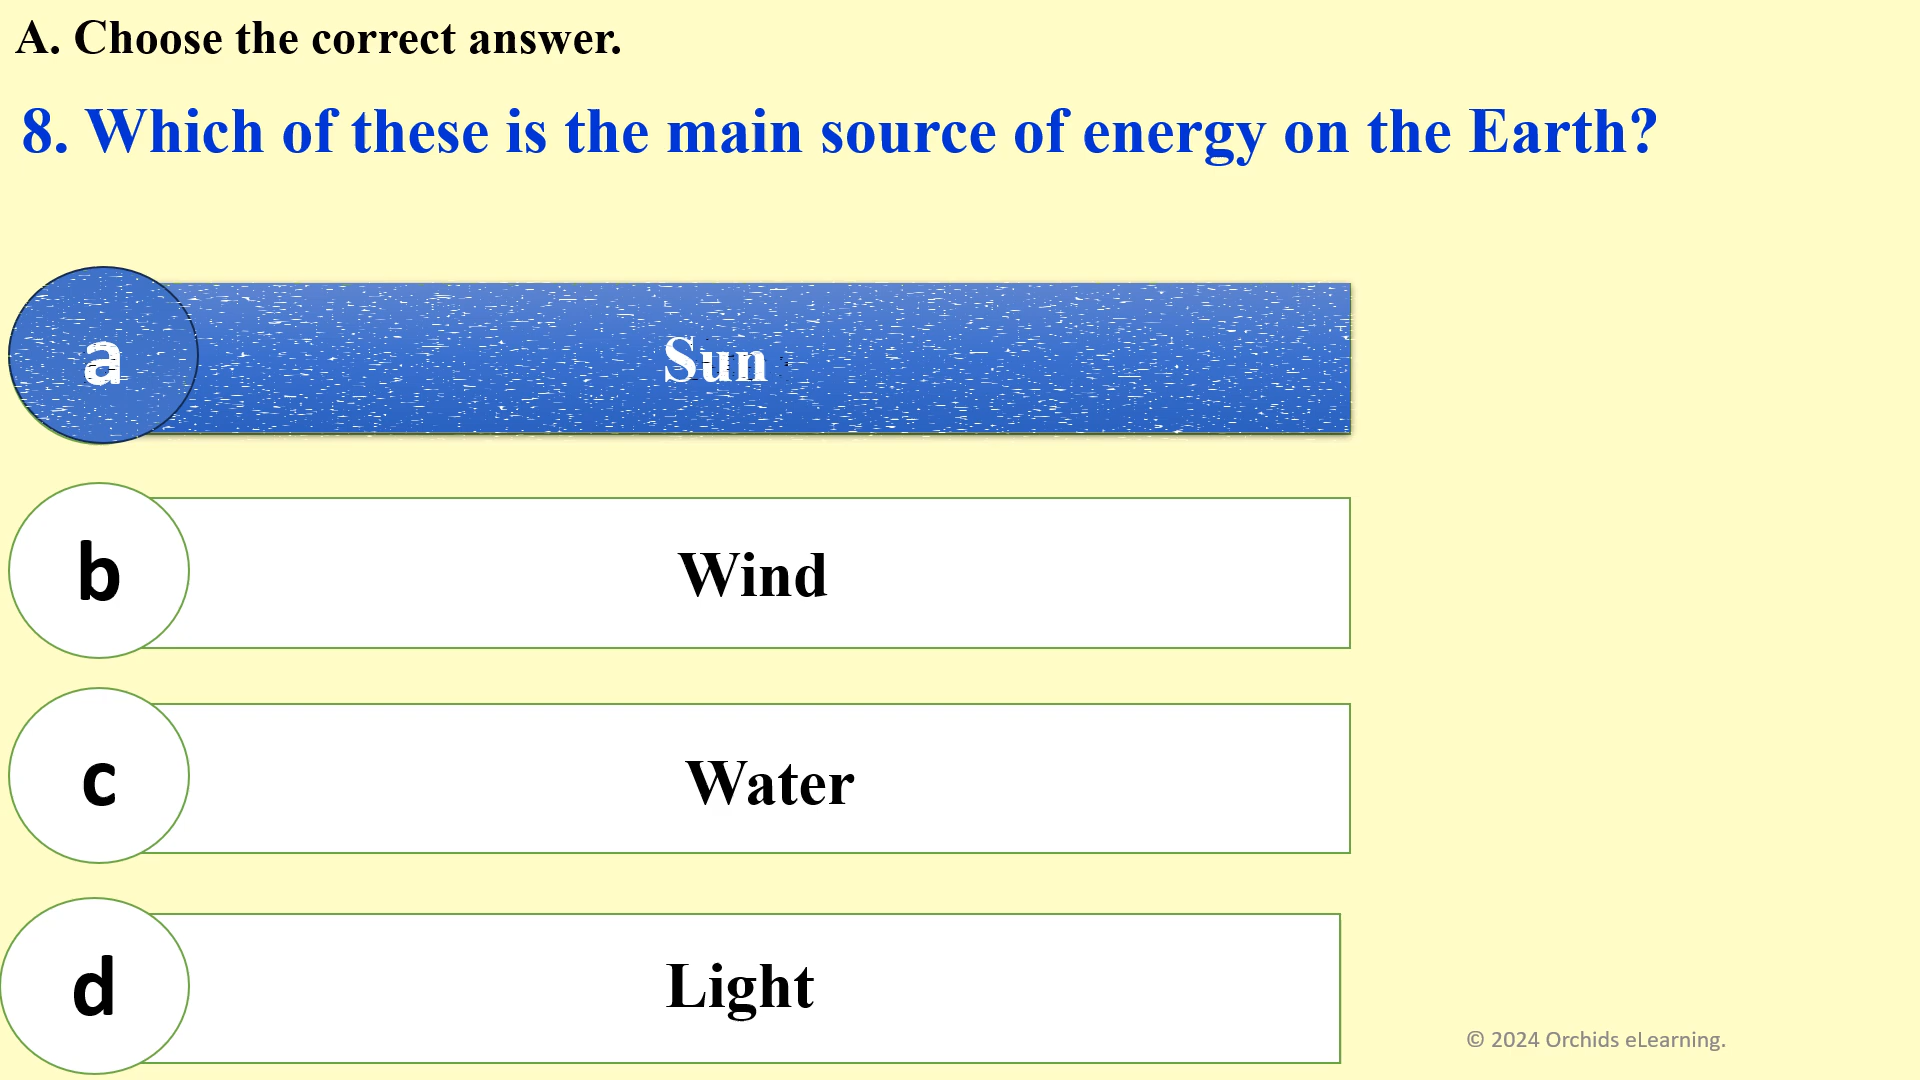 A. Choose the correct answer.
8. Which of these is the main source of energy on the Earth?
a Sun
b Wind
c Water
d Light
© 2024 Orchids eLearning.